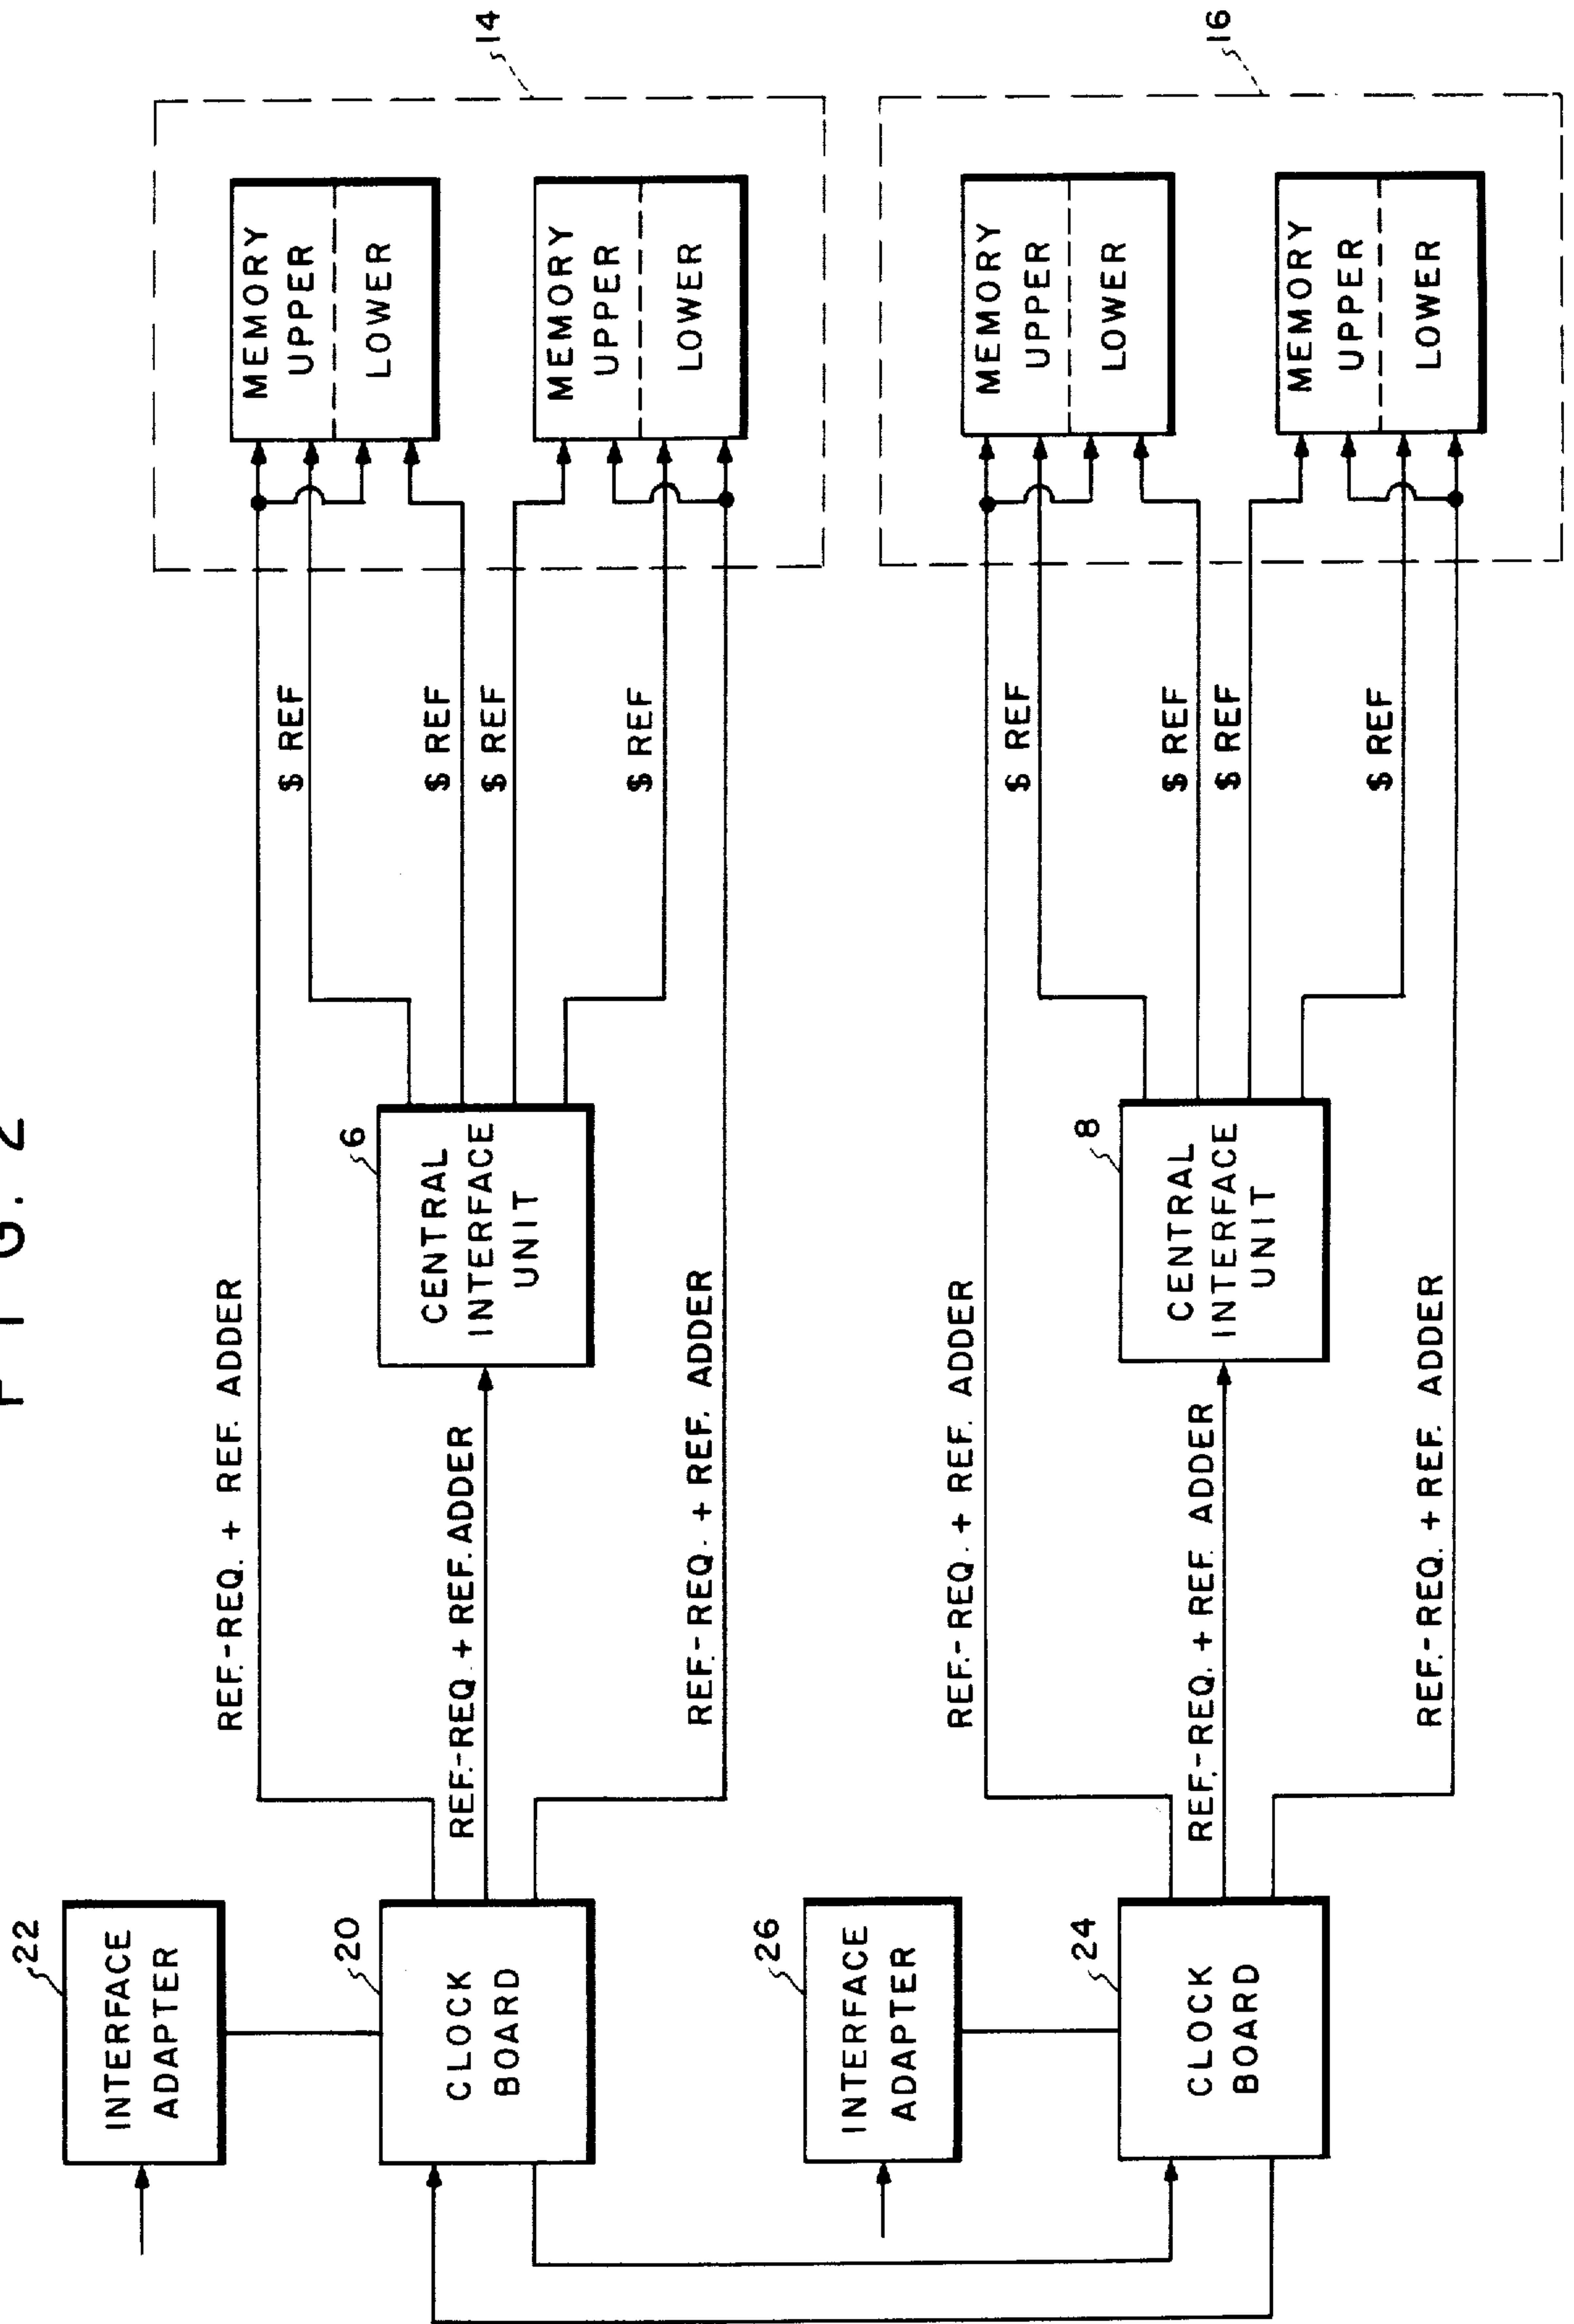 FIG. 2
22
INTERFACE
ADAPTER
20
CLOCK
BOARD
REF.-REQ. + REF. ADDER
REF.-REQ. + REF. ADDER
REF.-REQ. + REF. ADDER
6
CENTRAL
INTERFACE
UNIT
$ REF
$ REF
$ REF
$ REF
14
MEMORY
UPPER
LOWER
MEMORY
UPPER
LOWER
26
INTERFACE
ADAPTER
24
CLOCK
BOARD
REF.-REQ. + REF. ADDER
REF.-REQ. + REF. ADDER
REF.-REQ. + REF. ADDER
8
CENTRAL
INTERFACE
UNIT
$ REF
$ REF
$ REF
$ REF
16
MEMORY
UPPER
LOWER
MEMORY
UPPER
LOWER